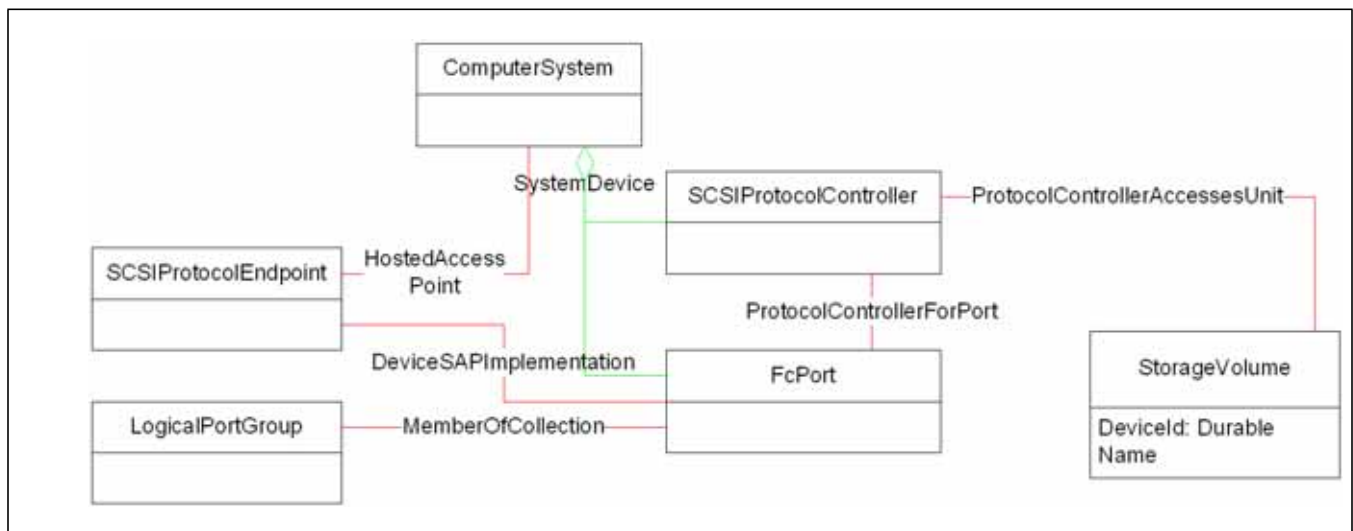 ComputerSystem
SystemDevice
SCSIProtocolController
ProtocolControllerAccessesUnit
SCSIProtocolEndpoint
HostedAccess
Point
ProtocolControllerForPort
DeviceSAPImplementation
FcPort
StorageVolume
LogicalPortGroup
MemberOfCollection
DeviceId: Durable
Name